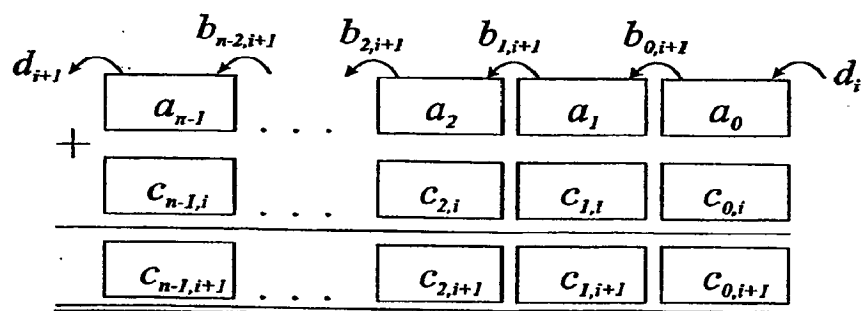 b_{n-2,i+1} b_{2,i+1} b_{1,i+1} b_{0,i+1}
d_{i+1} d_i
a_{n-1} . . . a_2 a_1 a_0
+
c_{n-1,i} . . . c_{2,i} c_{1,i} c_{0,i}
c_{n-1,i+1} . . . c_{2,i+1} c_{1,i+1} c_{0,i+1}